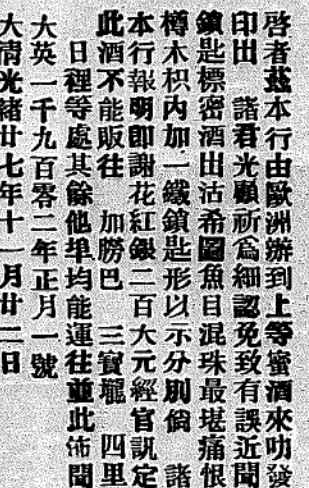 啓者茲本行由歐洲辦到上等蜜酒來叻發
印出　諸君光顧祈爲細認免致有誤近聞
鎖匙標密酒出沽希圖魚目混珠最堪痛恨
樽木枳内加一鐵鎖匙形以示分別倘　諸
本行報明卽謝花紅銀二百大元經官訊定
此酒不能販往　加朥巴　三寶壠　四里
日裡等處其餘他埠均能運往並此佈聞
大英一千九百零二年正月一號
大淸光緒廿七年十一月廿二日